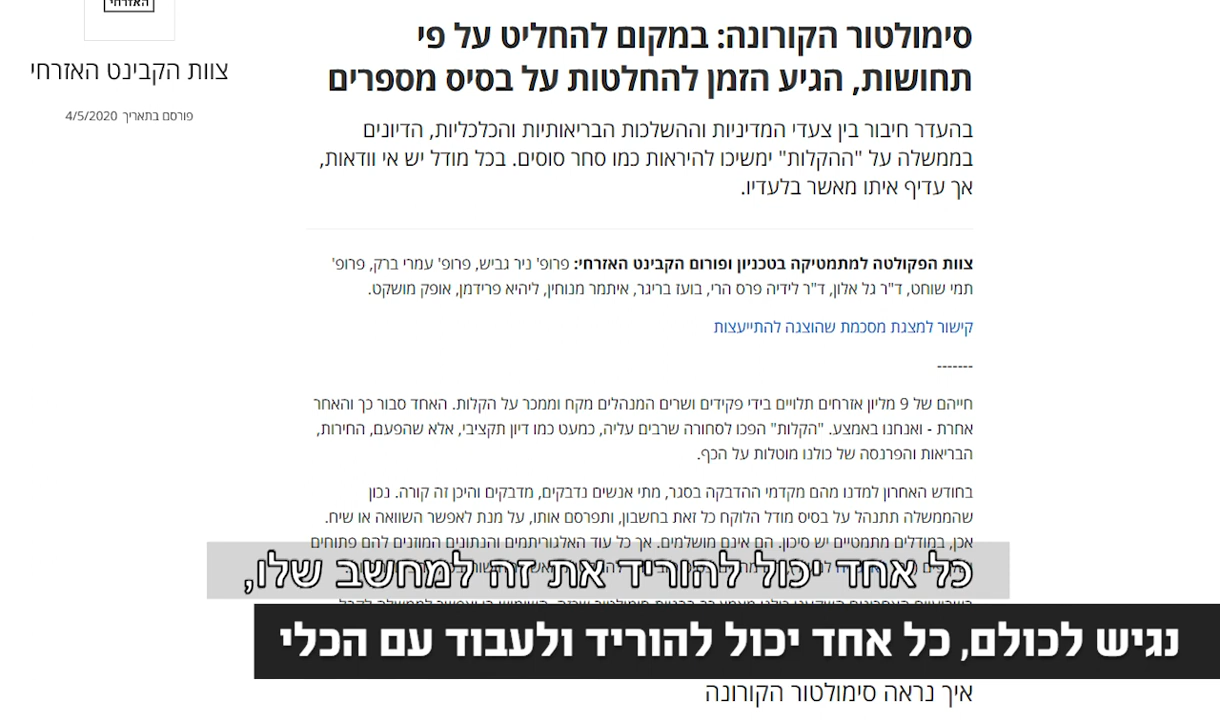 האזרחי
צוות הקבינט האזרחי
פורסם בתאריך 4/5/2020
סימולטור הקורונה: במקום להחליט על פי
תחושות, הגיע הזמן להחלטות על בסיס מספרים
בהעדר חיבור בין צעדי המדיניות וההשלכות הבריאותיות והכלכליות, הדיונים
בממשלה על "ההקלות" ימשיכו להיראות כמו סחר סוסים. בכל מודל יש אי וודאות,
אך עדיף איתו מאשר בלעדיו.
צוות הפקולטה למתמטיקה בטכניון ופורום הקבינט האזרחי: פרופ' ניר גביש, פרופ' עמרי ברק, פרופ'
תמי שוחט, ד"ר גל אלון, ד"ר לידיה פרס הרי, בועז בריגר, איתמר מנוחין, ליהיא פרידמן, אופק מושקט.
קישור למצגת מסכמת שהוצגה להתייעצות
-------
חייהם של 9 מליון אזרחים תלויים בידי פקידים ושרים המנהלים מקח וממכר על הקלות. האחד סבור כך והאחר
אחרת - ואנחנו באמצע. "הקלות" הפכו לסחורה שרבים עליה, כמעט כמו דיון תקציבי, אלא שהפעם, החירות,
הבריאות והפרנסה של כולנו מוטלות על הכף.
בחודש האחרון למדנו מהם מקדמי ההדבקה בסגר, מתי אנשים נדבקים, מדבקים והיכן זה קורה. נכון
שהממשלה תתנהל על בסיס מודל הלוקח כל זאת בחשבון, ותפרסם אותו, על מנת לאפשר השוואה או שיח.
אכן, במודלים מתמטיים יש סיכון. הם אינם מושלמים. אך כל עוד האלגוריתמים והנתונים המוזנים להם פתוחים
כל אחד יכול להוריד את זה למחשב שלו,
נגיש לכולם, כל אחד יכול להוריד ולעבוד עם הכלי
איך נראה סימולטור הקורונה